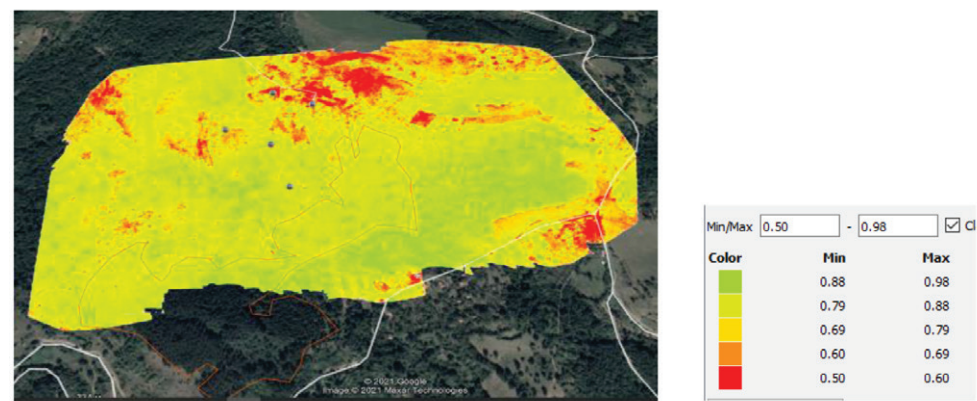 © 2021 Google
Image © 2021 Maxar Technologies
Min/Max 0.50 - 0.98 Cl
Color Min Max
0.88 0.98
0.79 0.88
0.69 0.79
0.60 0.69
0.50 0.60